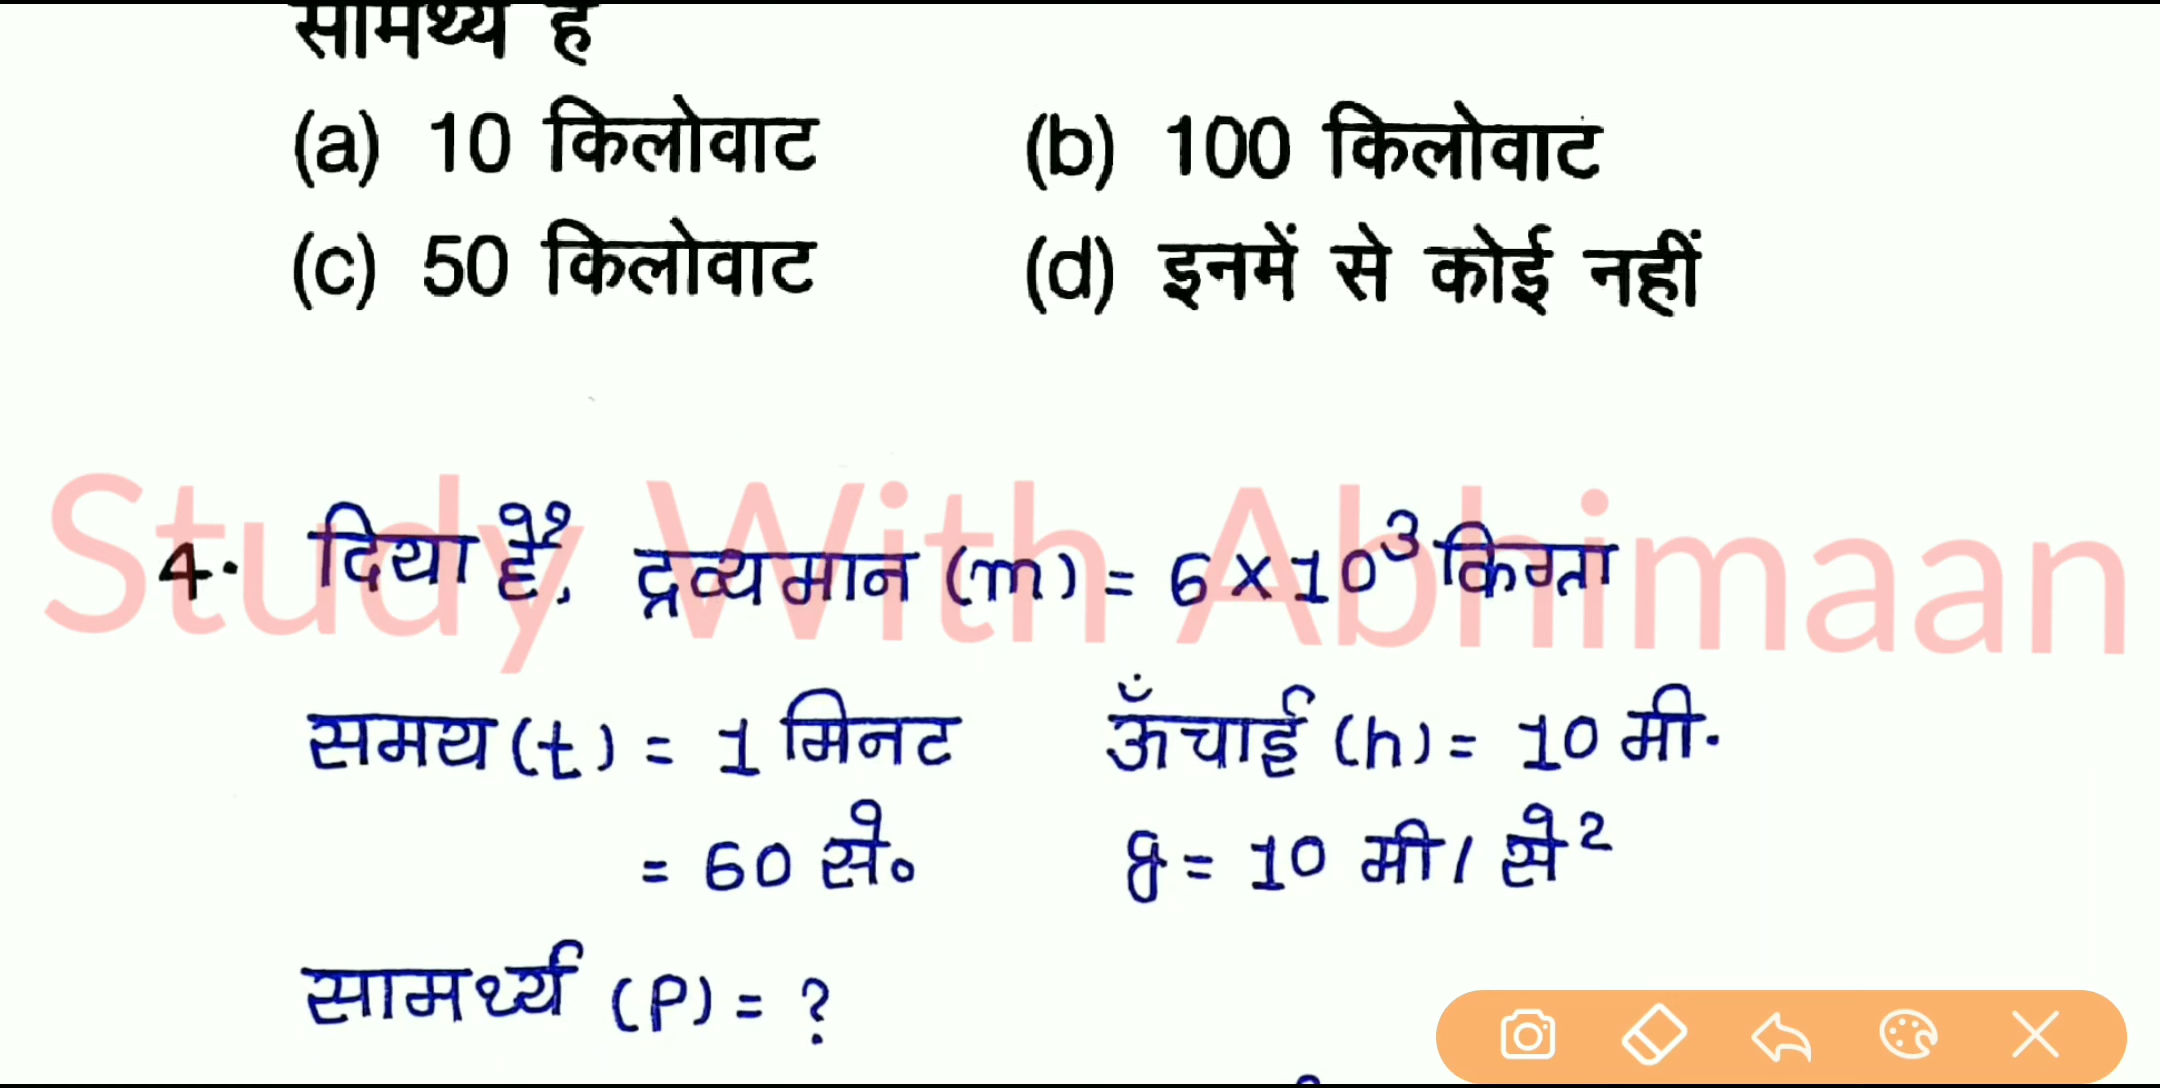 सामर्थ्य है
(a) 10 किलोवाट (b) 100 किलोवाट
(c) 50 किलोवाट (d) इनमें से कोई नहीं
Study With Abhimaan
4. दिया है, द्रव्यमान (m) = 6×10³ किग्रा
समय (t) = 1 मिनट ऊँचाई (h) = 10 मी.
= 60 से० g = 10 मी/से²
सामर्थ्य (P) = ?